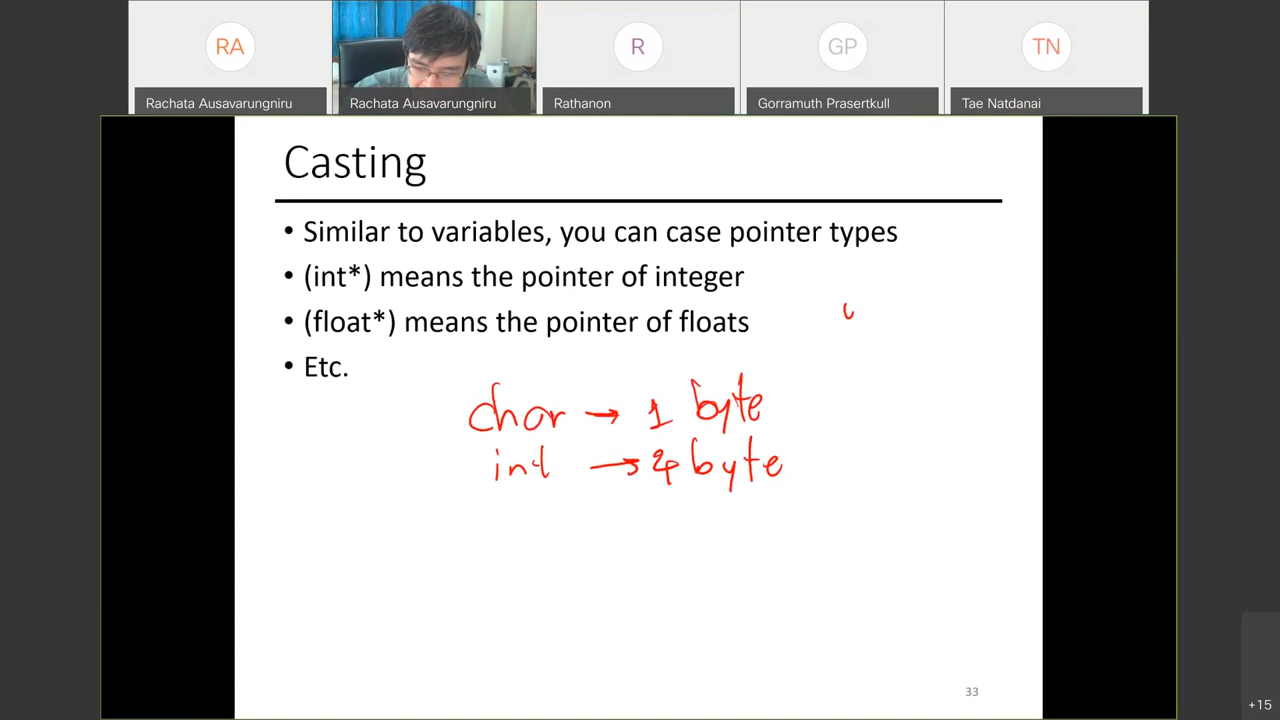 RA
R
GP
TN
Rachata Ausavarungniru
Rachata Ausavarungniru
Rathanon
Gorramuth Prasertkull
Tae Natdanai
Casting
• Similar to variables, you can case pointer types
• (int*) means the pointer of integer
• (float*) means the pointer of floats
• Etc.
char → 1 byte
int → 4 byte
33
+15